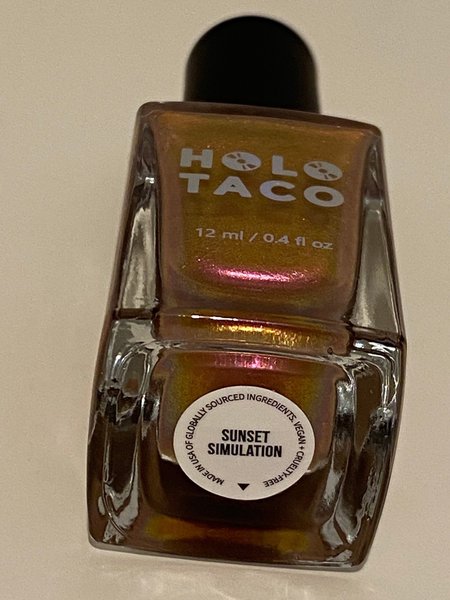 HOLO
TACO
12 ml / 0.4 fl oz
MADE IN USA OF GLOBALLY SOURCED INGREDIENTS. VEGAN + CRUELTY-FREE
SUNSET
SIMULATION